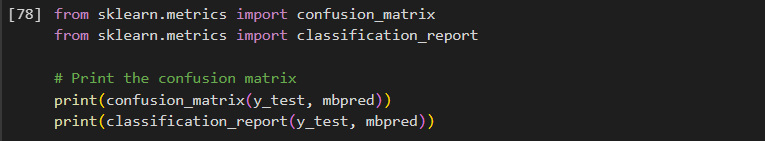 [78] from sklearn.metrics import confusion_matrix
from sklearn.metrics import classification_report
# Print the confusion matrix
print(confusion_matrix(y_test, mbpred))
print(classification_report(y_test, mbpred))